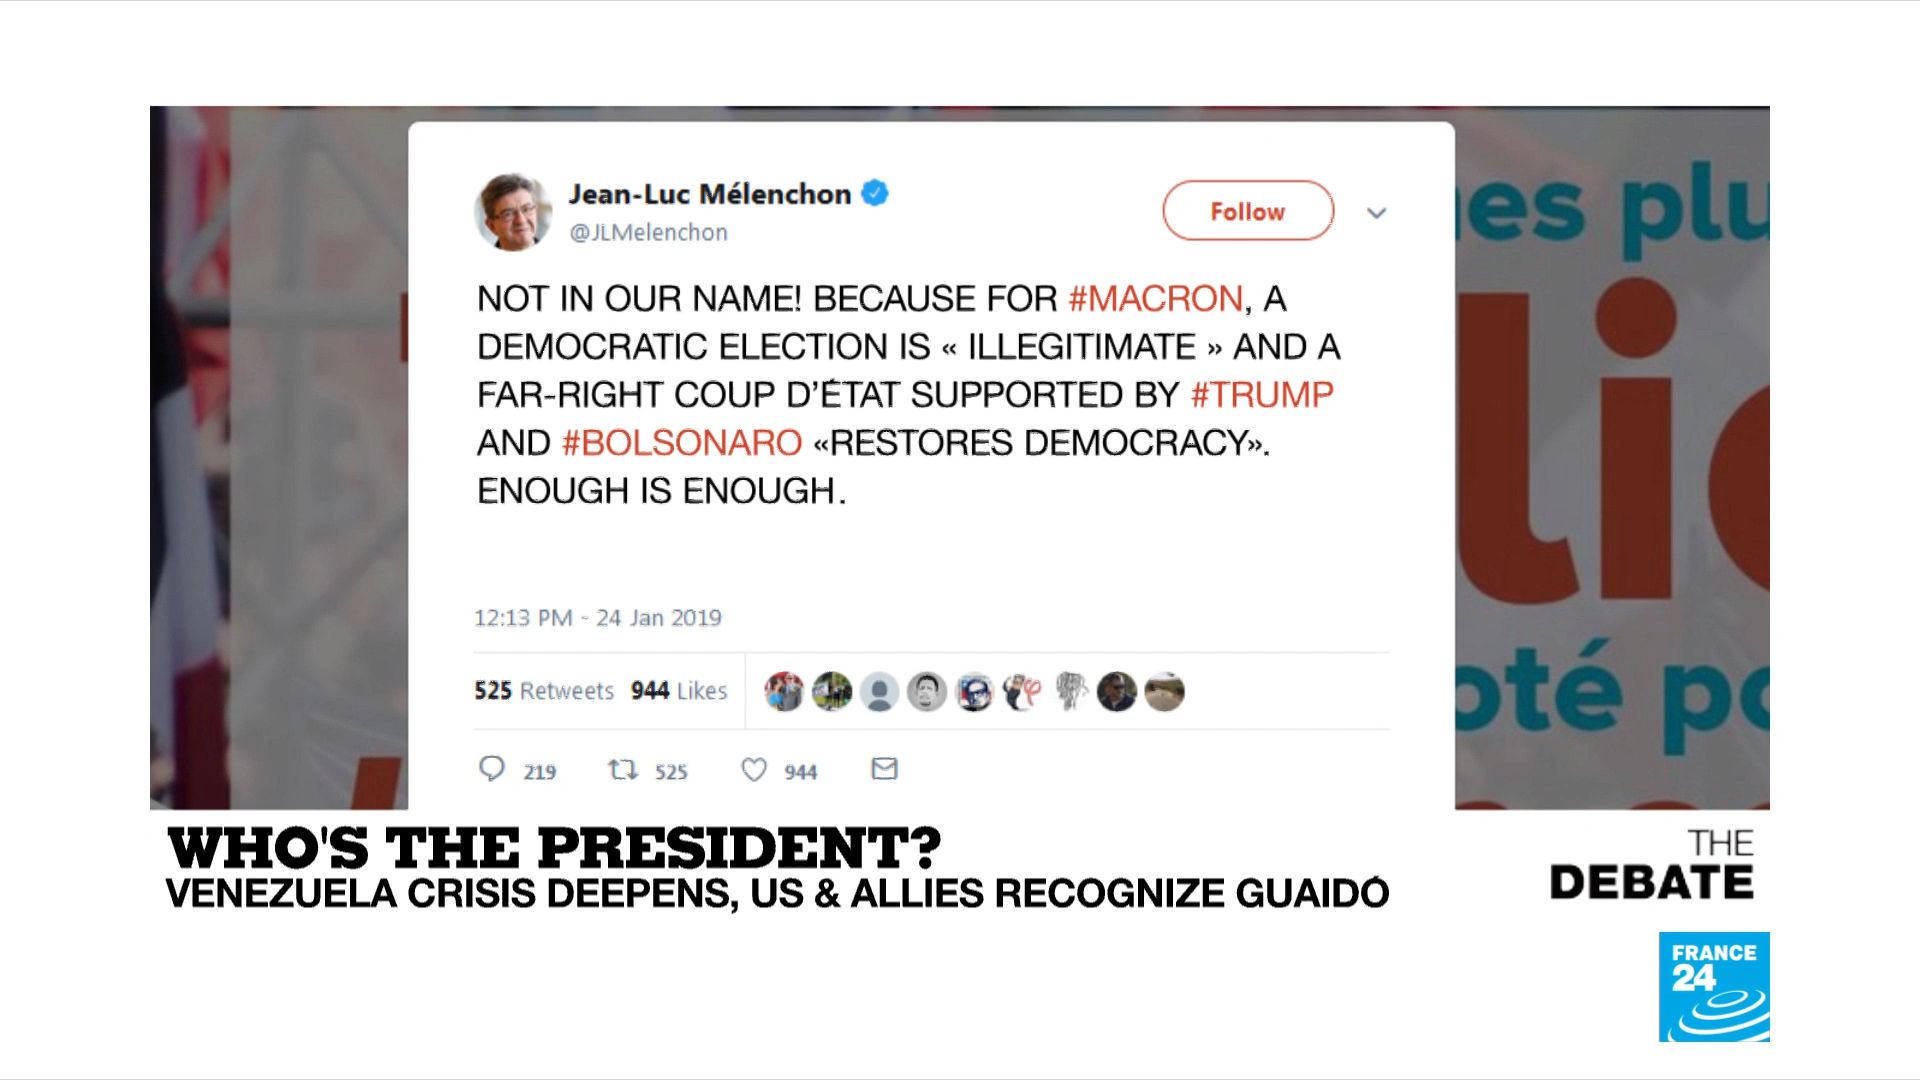 Jean-Luc Mélenchon
@JLMelenchon
Follow
NOT IN OUR NAME! BECAUSE FOR #MACRON, A
DEMOCRATIC ELECTION IS « ILLEGITIMATE » AND A
FAR-RIGHT COUP D'ÉTAT SUPPORTED BY #TRUMP
AND #BOLSONARO «RESTORES DEMOCRACY».
ENOUGH IS ENOUGH.
12:13 PM - 24 Jan 2019
525 Retweets 944 Likes
219 525 944
plu
oté
WHO'S THE PRESIDENT?
VENEZUELA CRISIS DEEPENS, US & ALLIES RECOGNIZE GUAIDÓ
THE
DEBATE
FRANCE
24